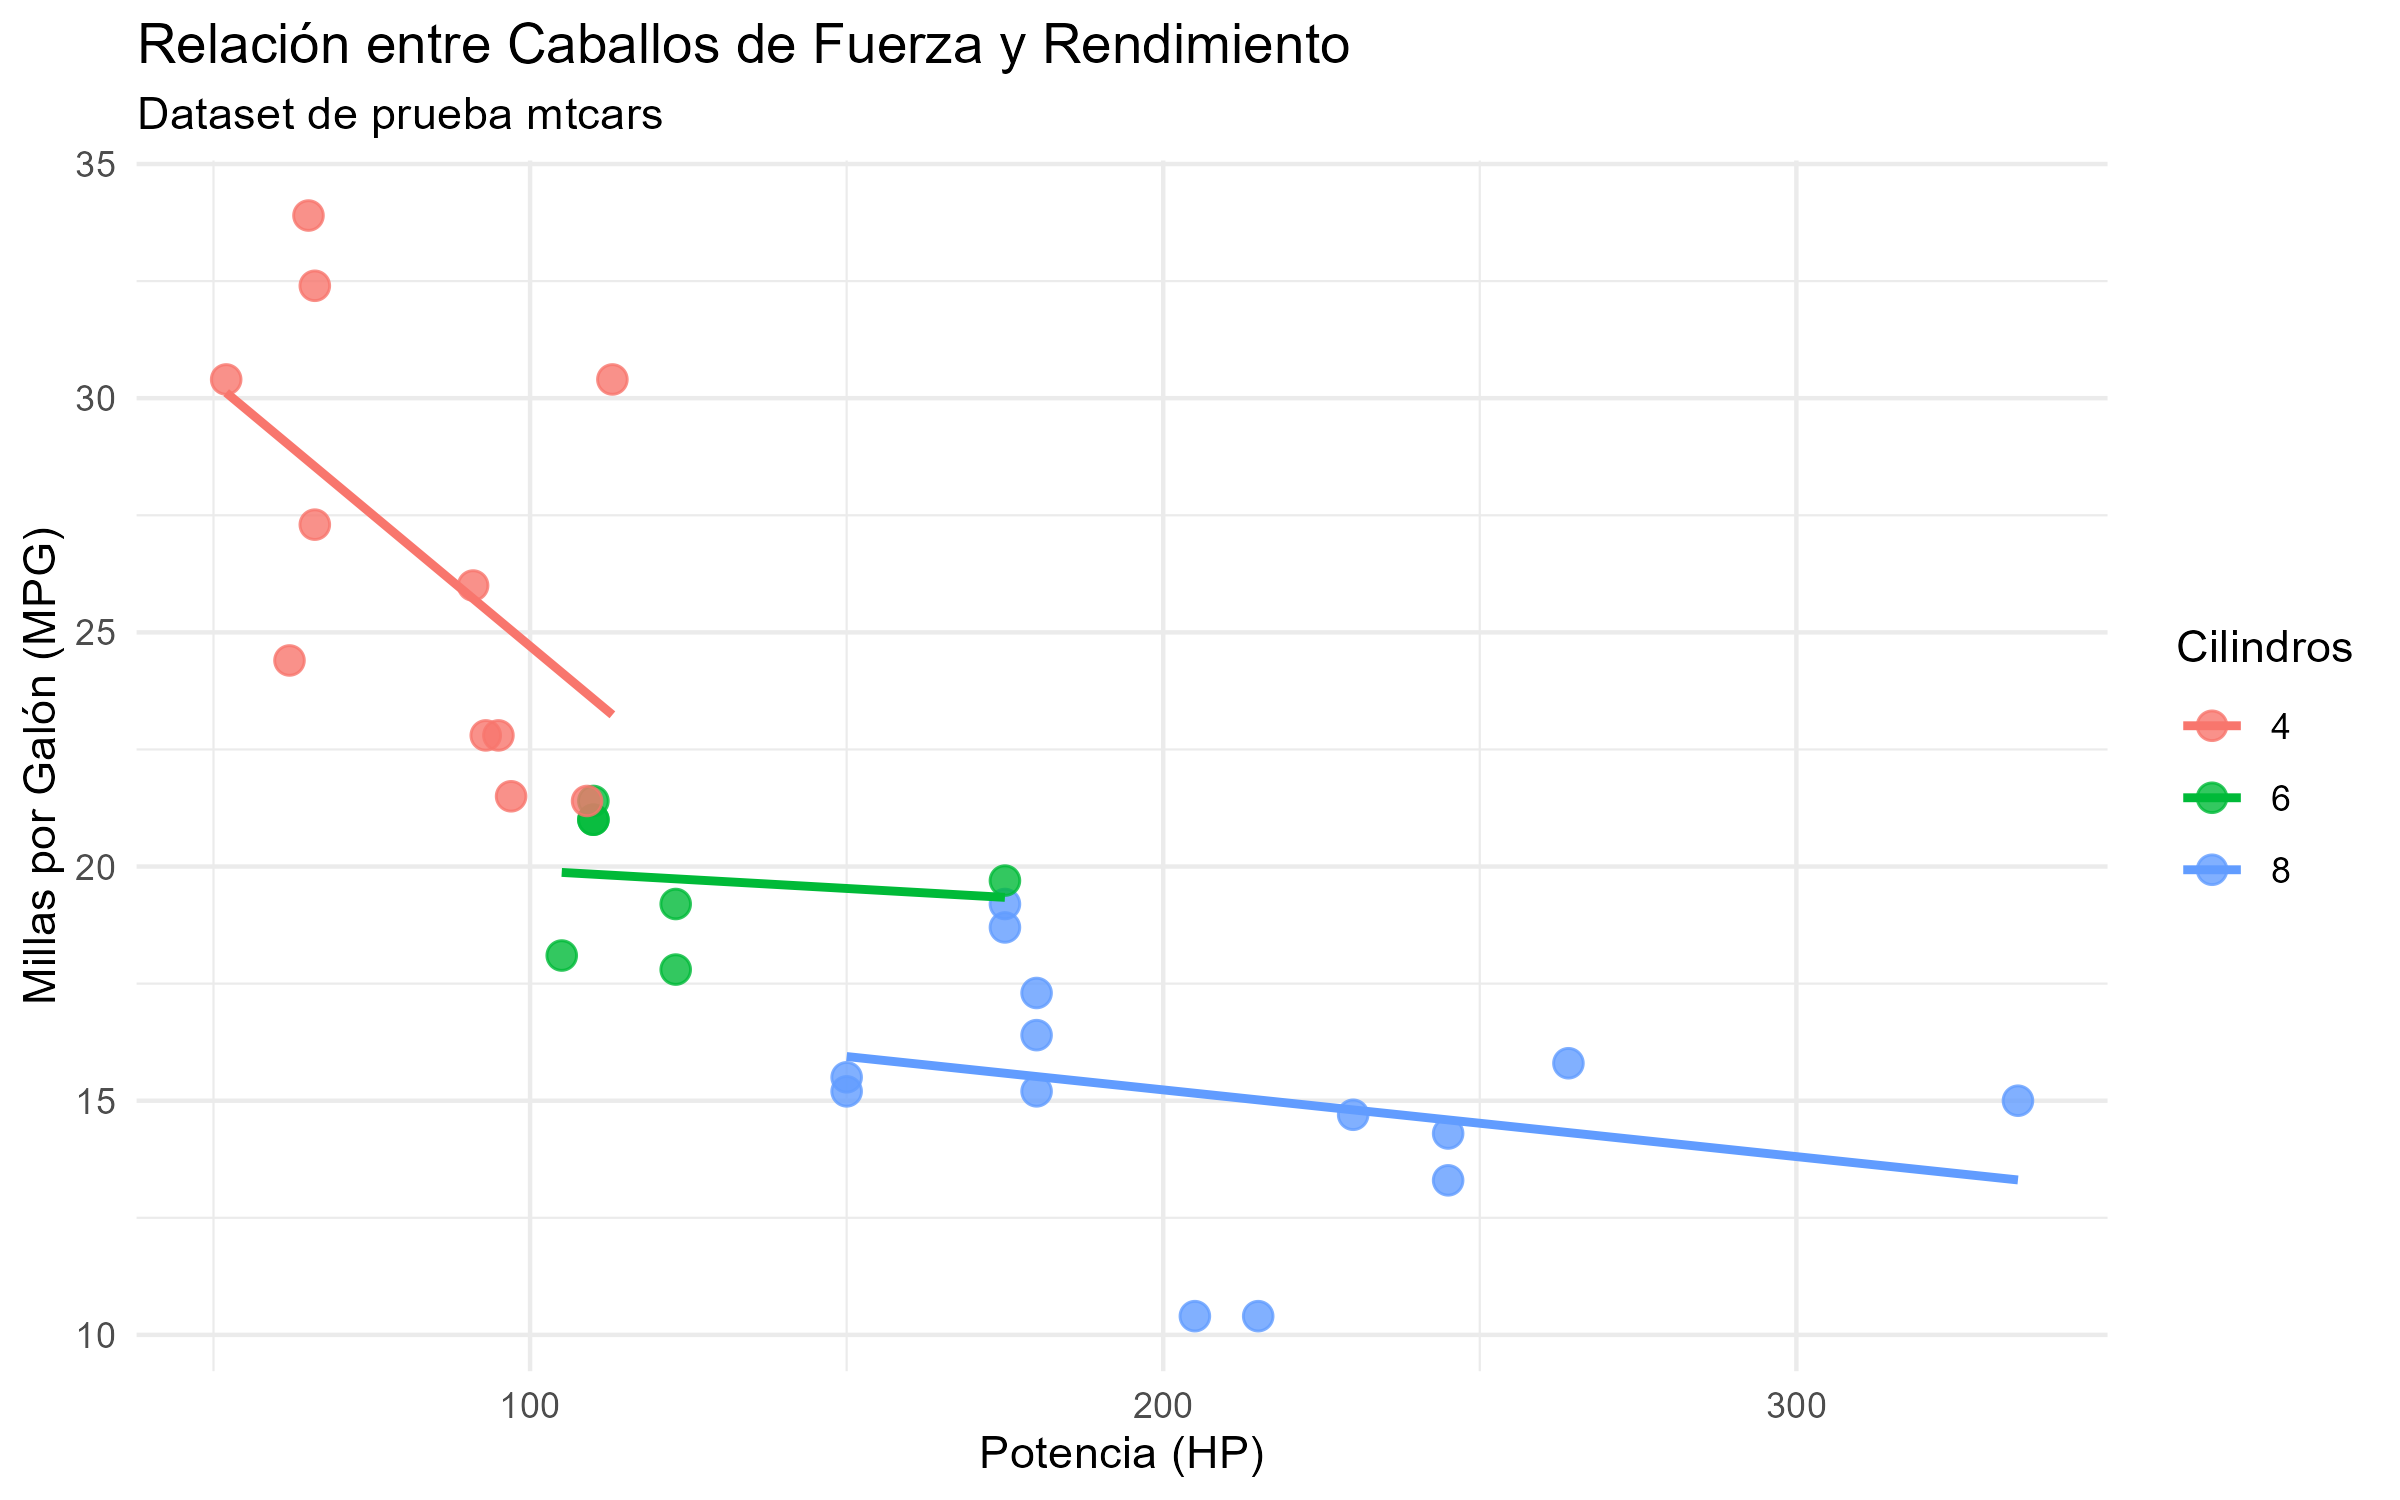 Relación entre Caballos de Fuerza y Rendimiento
Dataset de prueba mtcars
Millas por Galón (MPG)
35
30
25
20
15
10
100
200
300
Potencia (HP)
Cilindros
4
6
8